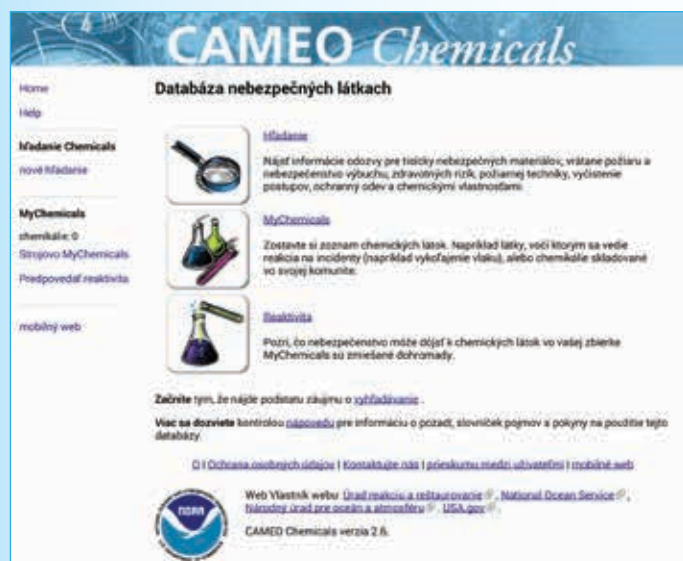 CAMEO Chemicals
Home
Help
hľadanie Chemicals
nové hľadanie
MyChemicals
chemikálie: 0
Strojovo MyChemicals
Predpovedať reaktivita
mobilný web
Databáza nebezpečných látkach
Hľadanie
Nájsť informácie odozvy pre tisícky nebezpečných materiálov, vrátane požiaru a
nebezpečenstvo výbuchu, zdravotných rizík, požiarnej techniky, vyčistenie
postupov, ochranný odev a chemickými vlastnosťami.
MyChemicals
Zostavte si zoznam chemických látok. Napríklad látky, voči ktorým sa vedie
reakcia na incidenty (napríklad vykoľajenie vlaku), alebo chemikálie skladované
vo svojej komunite.
Reaktivita
Pozri, čo nebezpečenstvo môže dôjsť k chemických látok vo vašej zbierke
MyChemicals sú zmiešané dohromady.
Začnite tým, že nájde podstatu záujmu o vyhľadávanie .
Viac sa dozviete kontrolou nápovedu pre informáciu o pozadí, slovníček pojmov a pokyny na použitie tejto
databázy.
O | Ochrana osobných údajov | Kontaktujte nás | prieskumu medzi užívateľmi | mobilné web
NOAA
Web Vlastník webu: Úrad reakciu a reštaurovanie , National Ocean Service ,
Národný úrad pre oceán a atmosféru , USA.gov .
CAMEO Chemicals verzia 2.6.